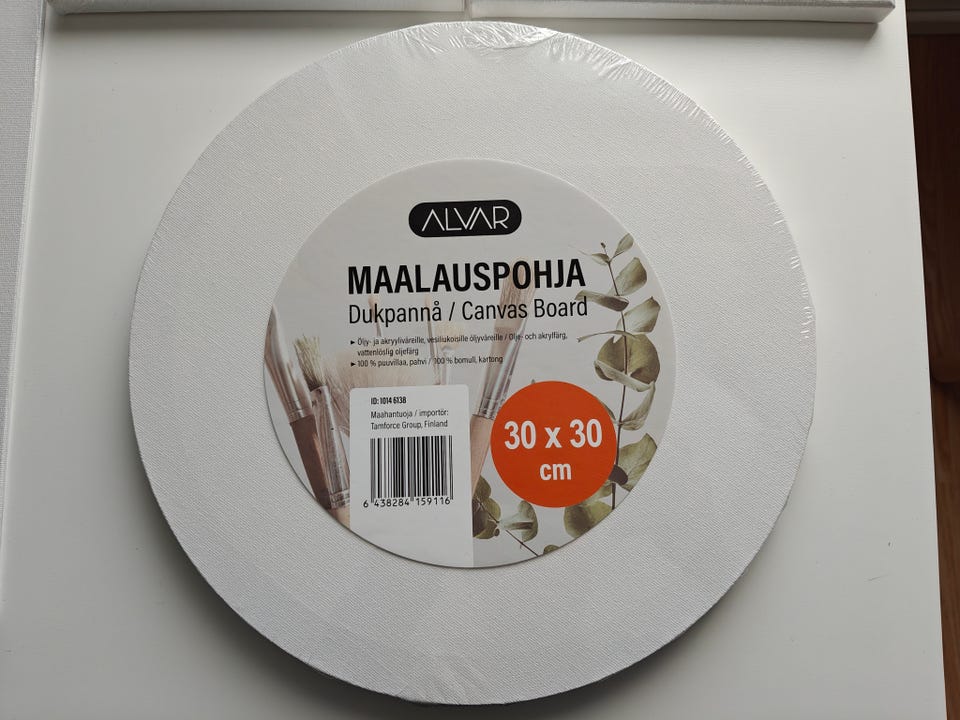 ALVAR
MAALAUSPOHJA
Dukpannå / Canvas Board
▸ Öljy- ja akryyliväreille, vesiliukoisille öljyväreille / Olje- och akrylfärg,
vattenlöslig oljefärg
▸ 100 % puuvillaa, pahvi / 100 % bomull, kartong
ID: 1014 6138
Maahantuoja / importör:
Tamforce Group, Finland
6 438284 159116
30 x 30
cm